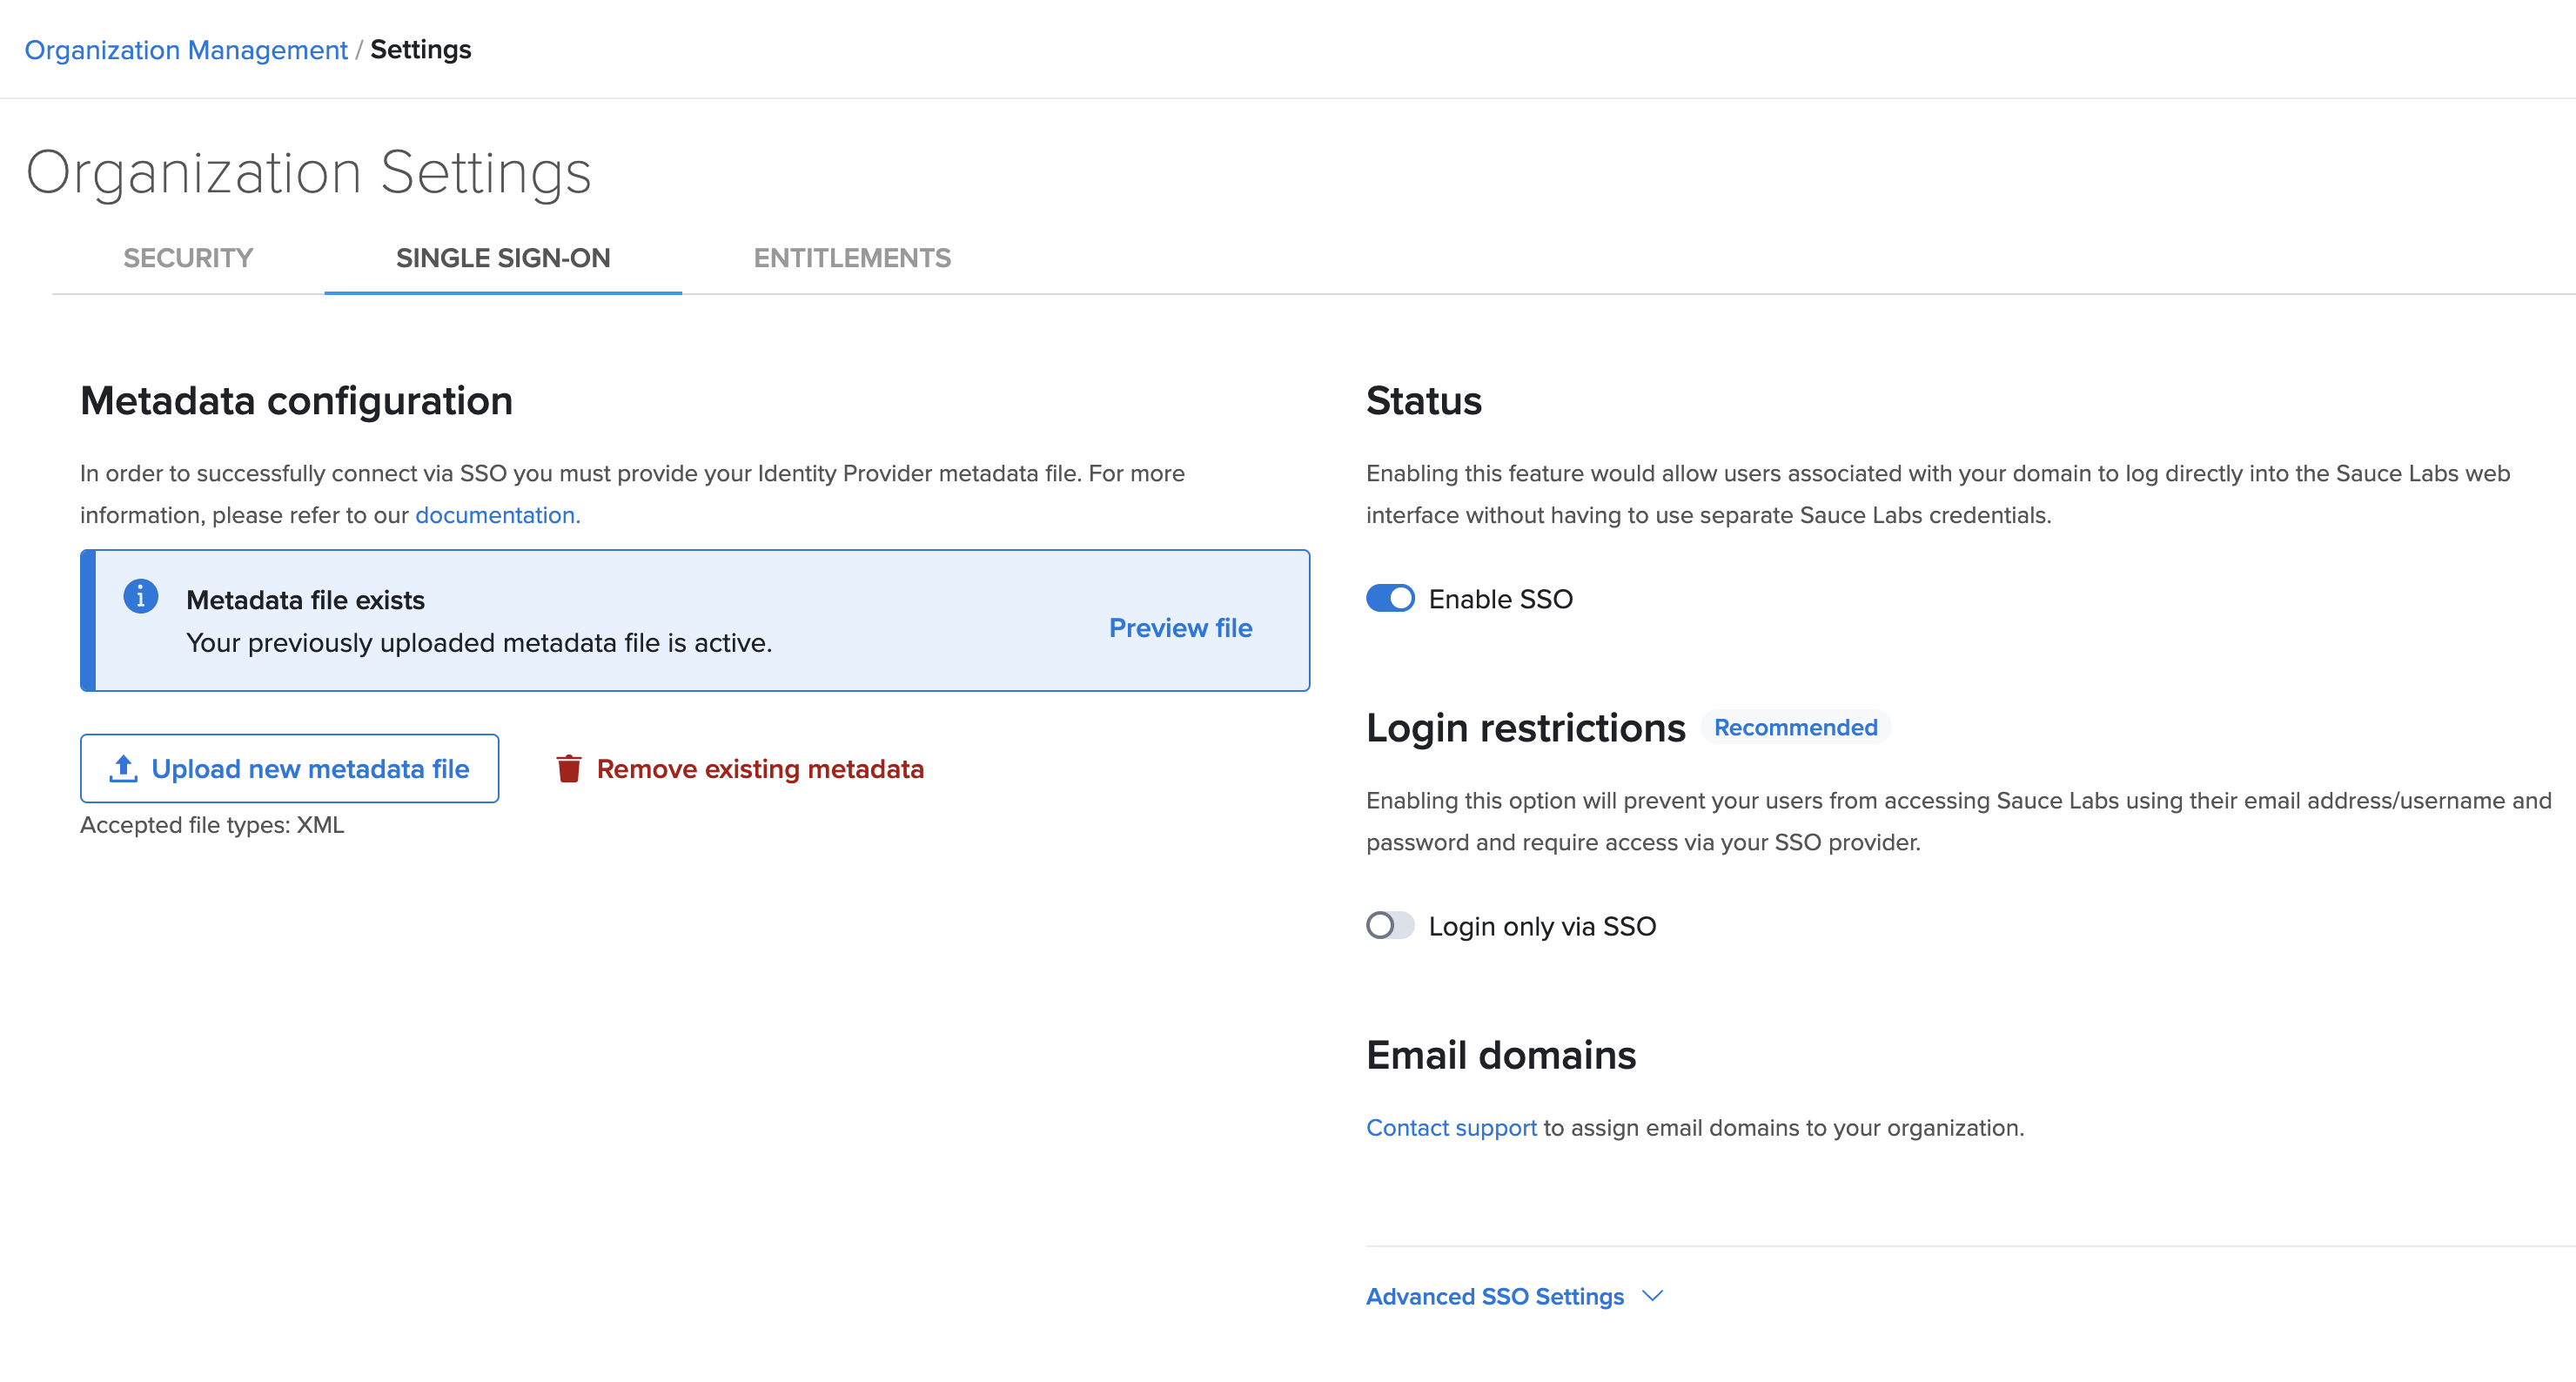 Organization Management / Settings
Organization Settings
SECURITY
SINGLE SIGN-ON
ENTITLEMENTS
Metadata configuration
In order to successfully connect via SSO you must provide your Identity Provider metadata file. For more
information, please refer to our documentation.
Metadata file exists
Your previously uploaded metadata file is active.
Preview file
Upload new metadata file
Remove existing metadata
Accepted file types: XML
Status
Enabling this feature would allow users associated with your domain to log directly into the Sauce Labs web
interface without having to use separate Sauce Labs credentials.
Enable SSO
Login restrictions Recommended
Enabling this option will prevent your users from accessing Sauce Labs using their email address/username and
password and require access via your SSO provider.
Login only via SSO
Email domains
Contact support to assign email domains to your organization.
Advanced SSO Settings